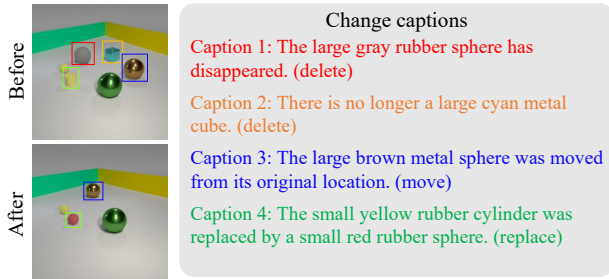 Before
After
Change captions
Caption 1: The large gray rubber sphere has
disappeared. (delete)
Caption 2: There is no longer a large cyan metal
cube. (delete)
Caption 3: The large brown metal sphere was moved
from its original location. (move)
Caption 4: The small yellow rubber cylinder was
replaced by a small red rubber sphere. (replace)